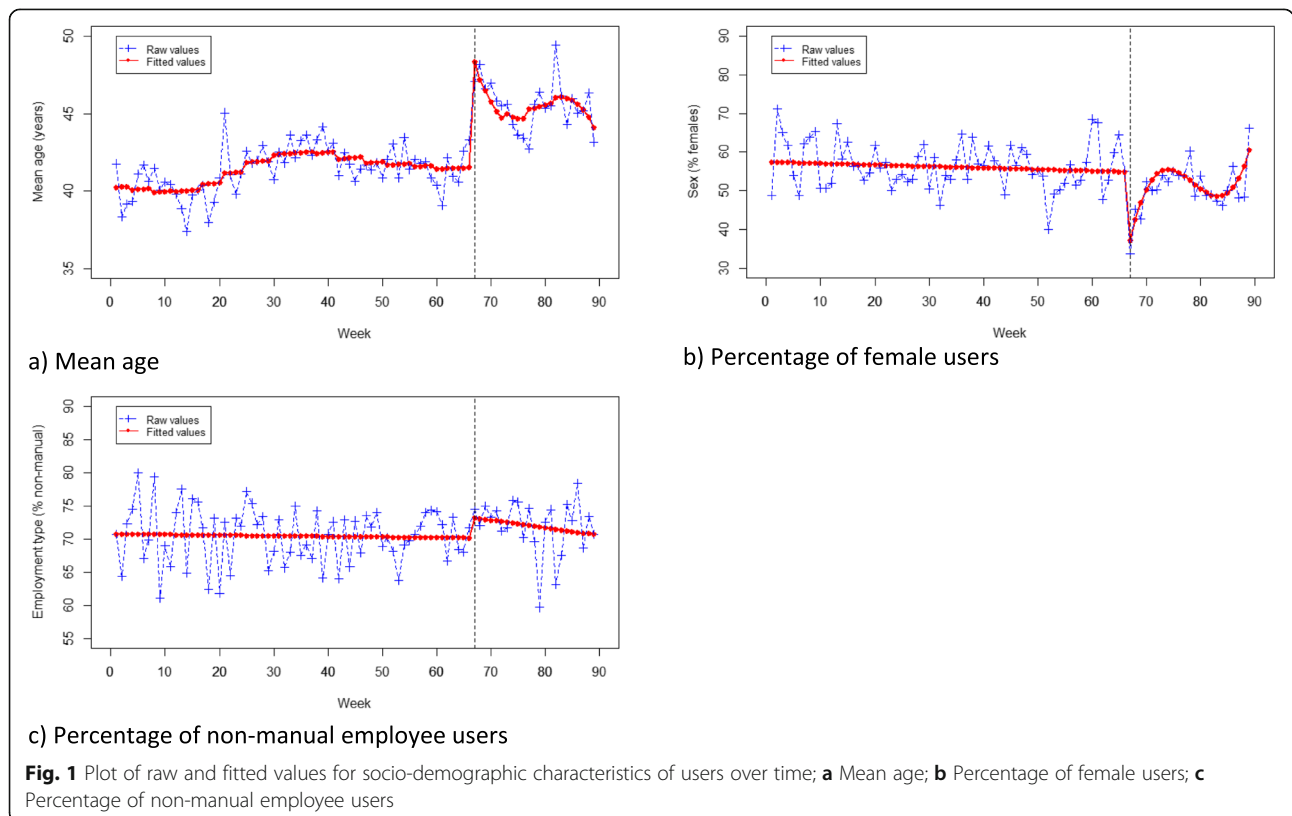 50
45
40
35
Mean age (years)
Raw values
Fitted values
0 10 20 30 40 50 60 70 80 90
Week
a) Mean age
90
80
70
60
50
40
30
Sex (% females)
Raw values
Fitted values
0 10 20 30 40 50 60 70 80 90
Week
b) Percentage of female users
90
85
80
75
70
65
60
55
Employment type (% non-manual)
Raw values
Fitted values
0 10 20 30 40 50 60 70 80 90
Week
c) Percentage of non-manual employee users
Fig. 1 Plot of raw and fitted values for socio-demographic characteristics of users over time; a Mean age; b Percentage of female users; c
Percentage of non-manual employee users